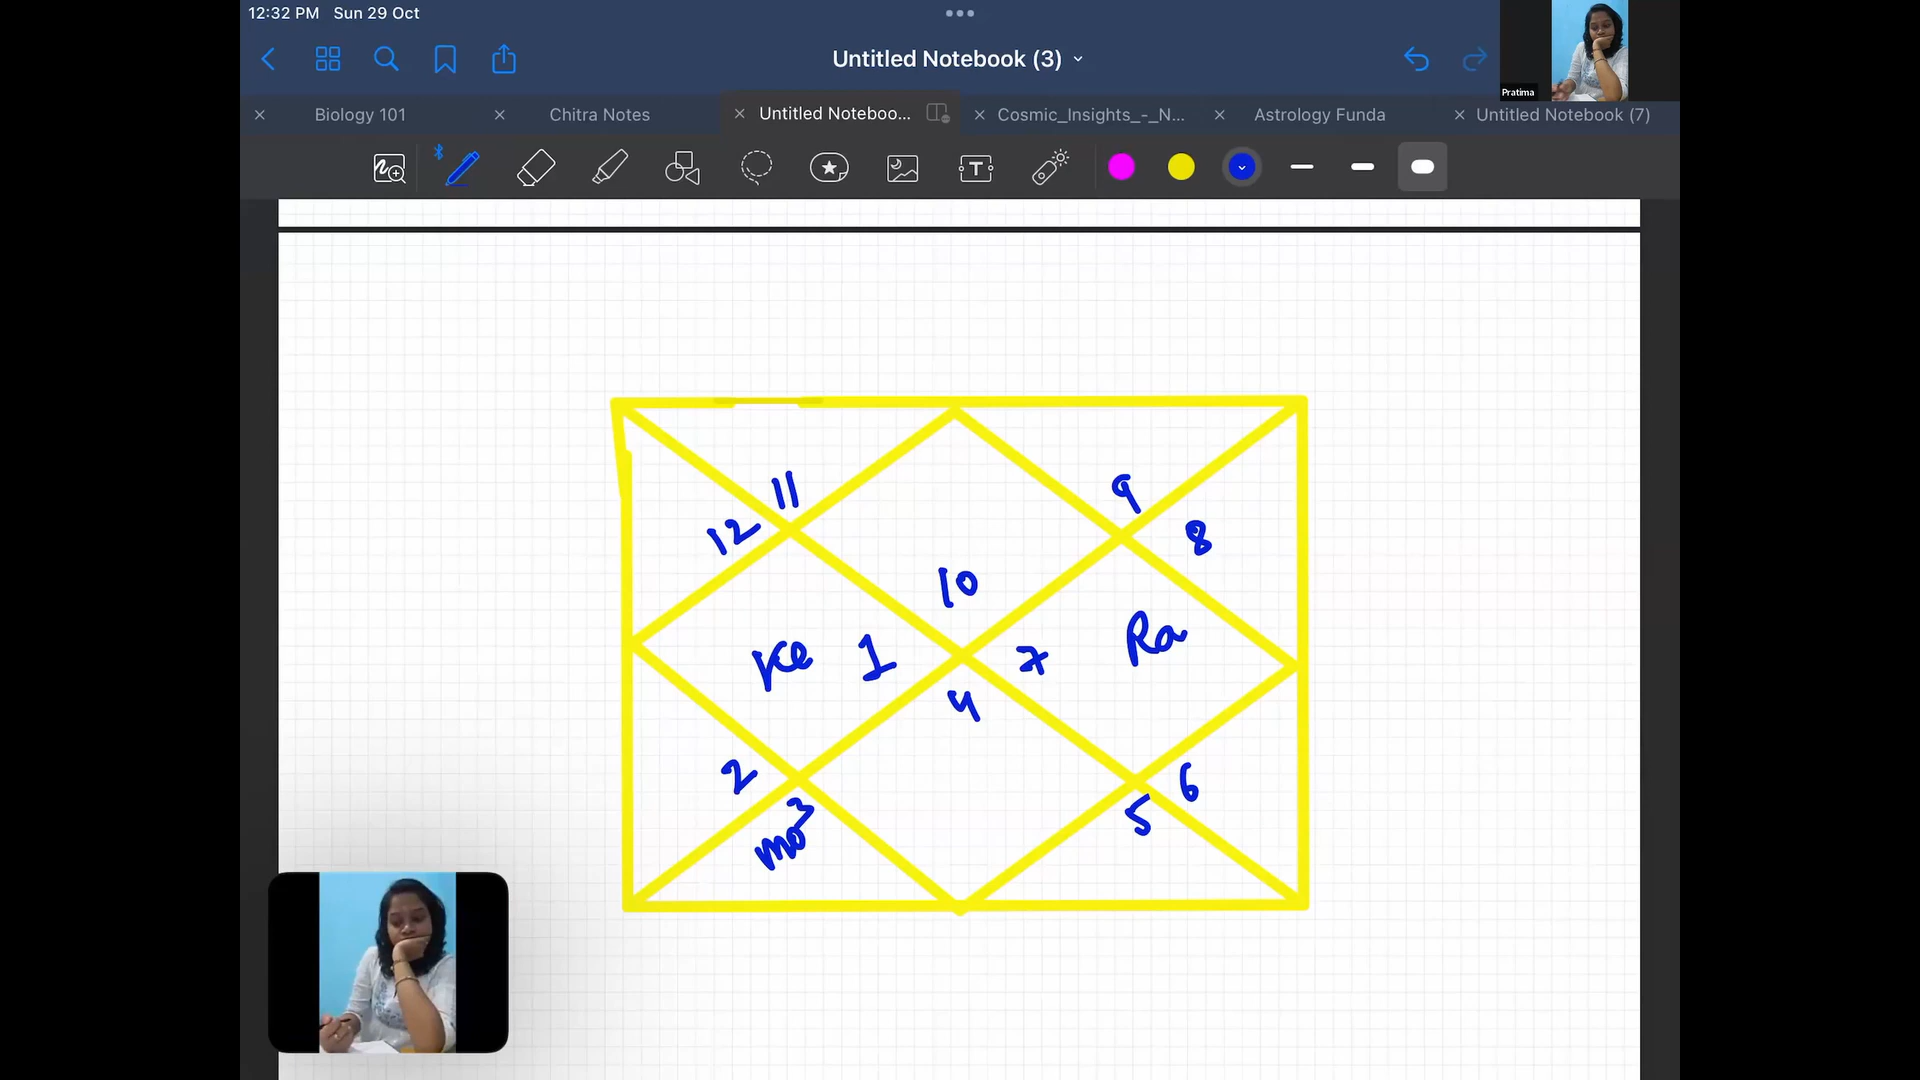 12:32 PM Sun 29 Oct
Untitled Notebook (3)
Pratima
Biology 101
Chitra Notes
Untitled Noteboo...
Cosmic_Insights_-_N...
Astrology Funda
Untitled Notebook (7)
T
11
9
12
8
10
Ke 1
7 Ra
4
2
3
6
5
mo